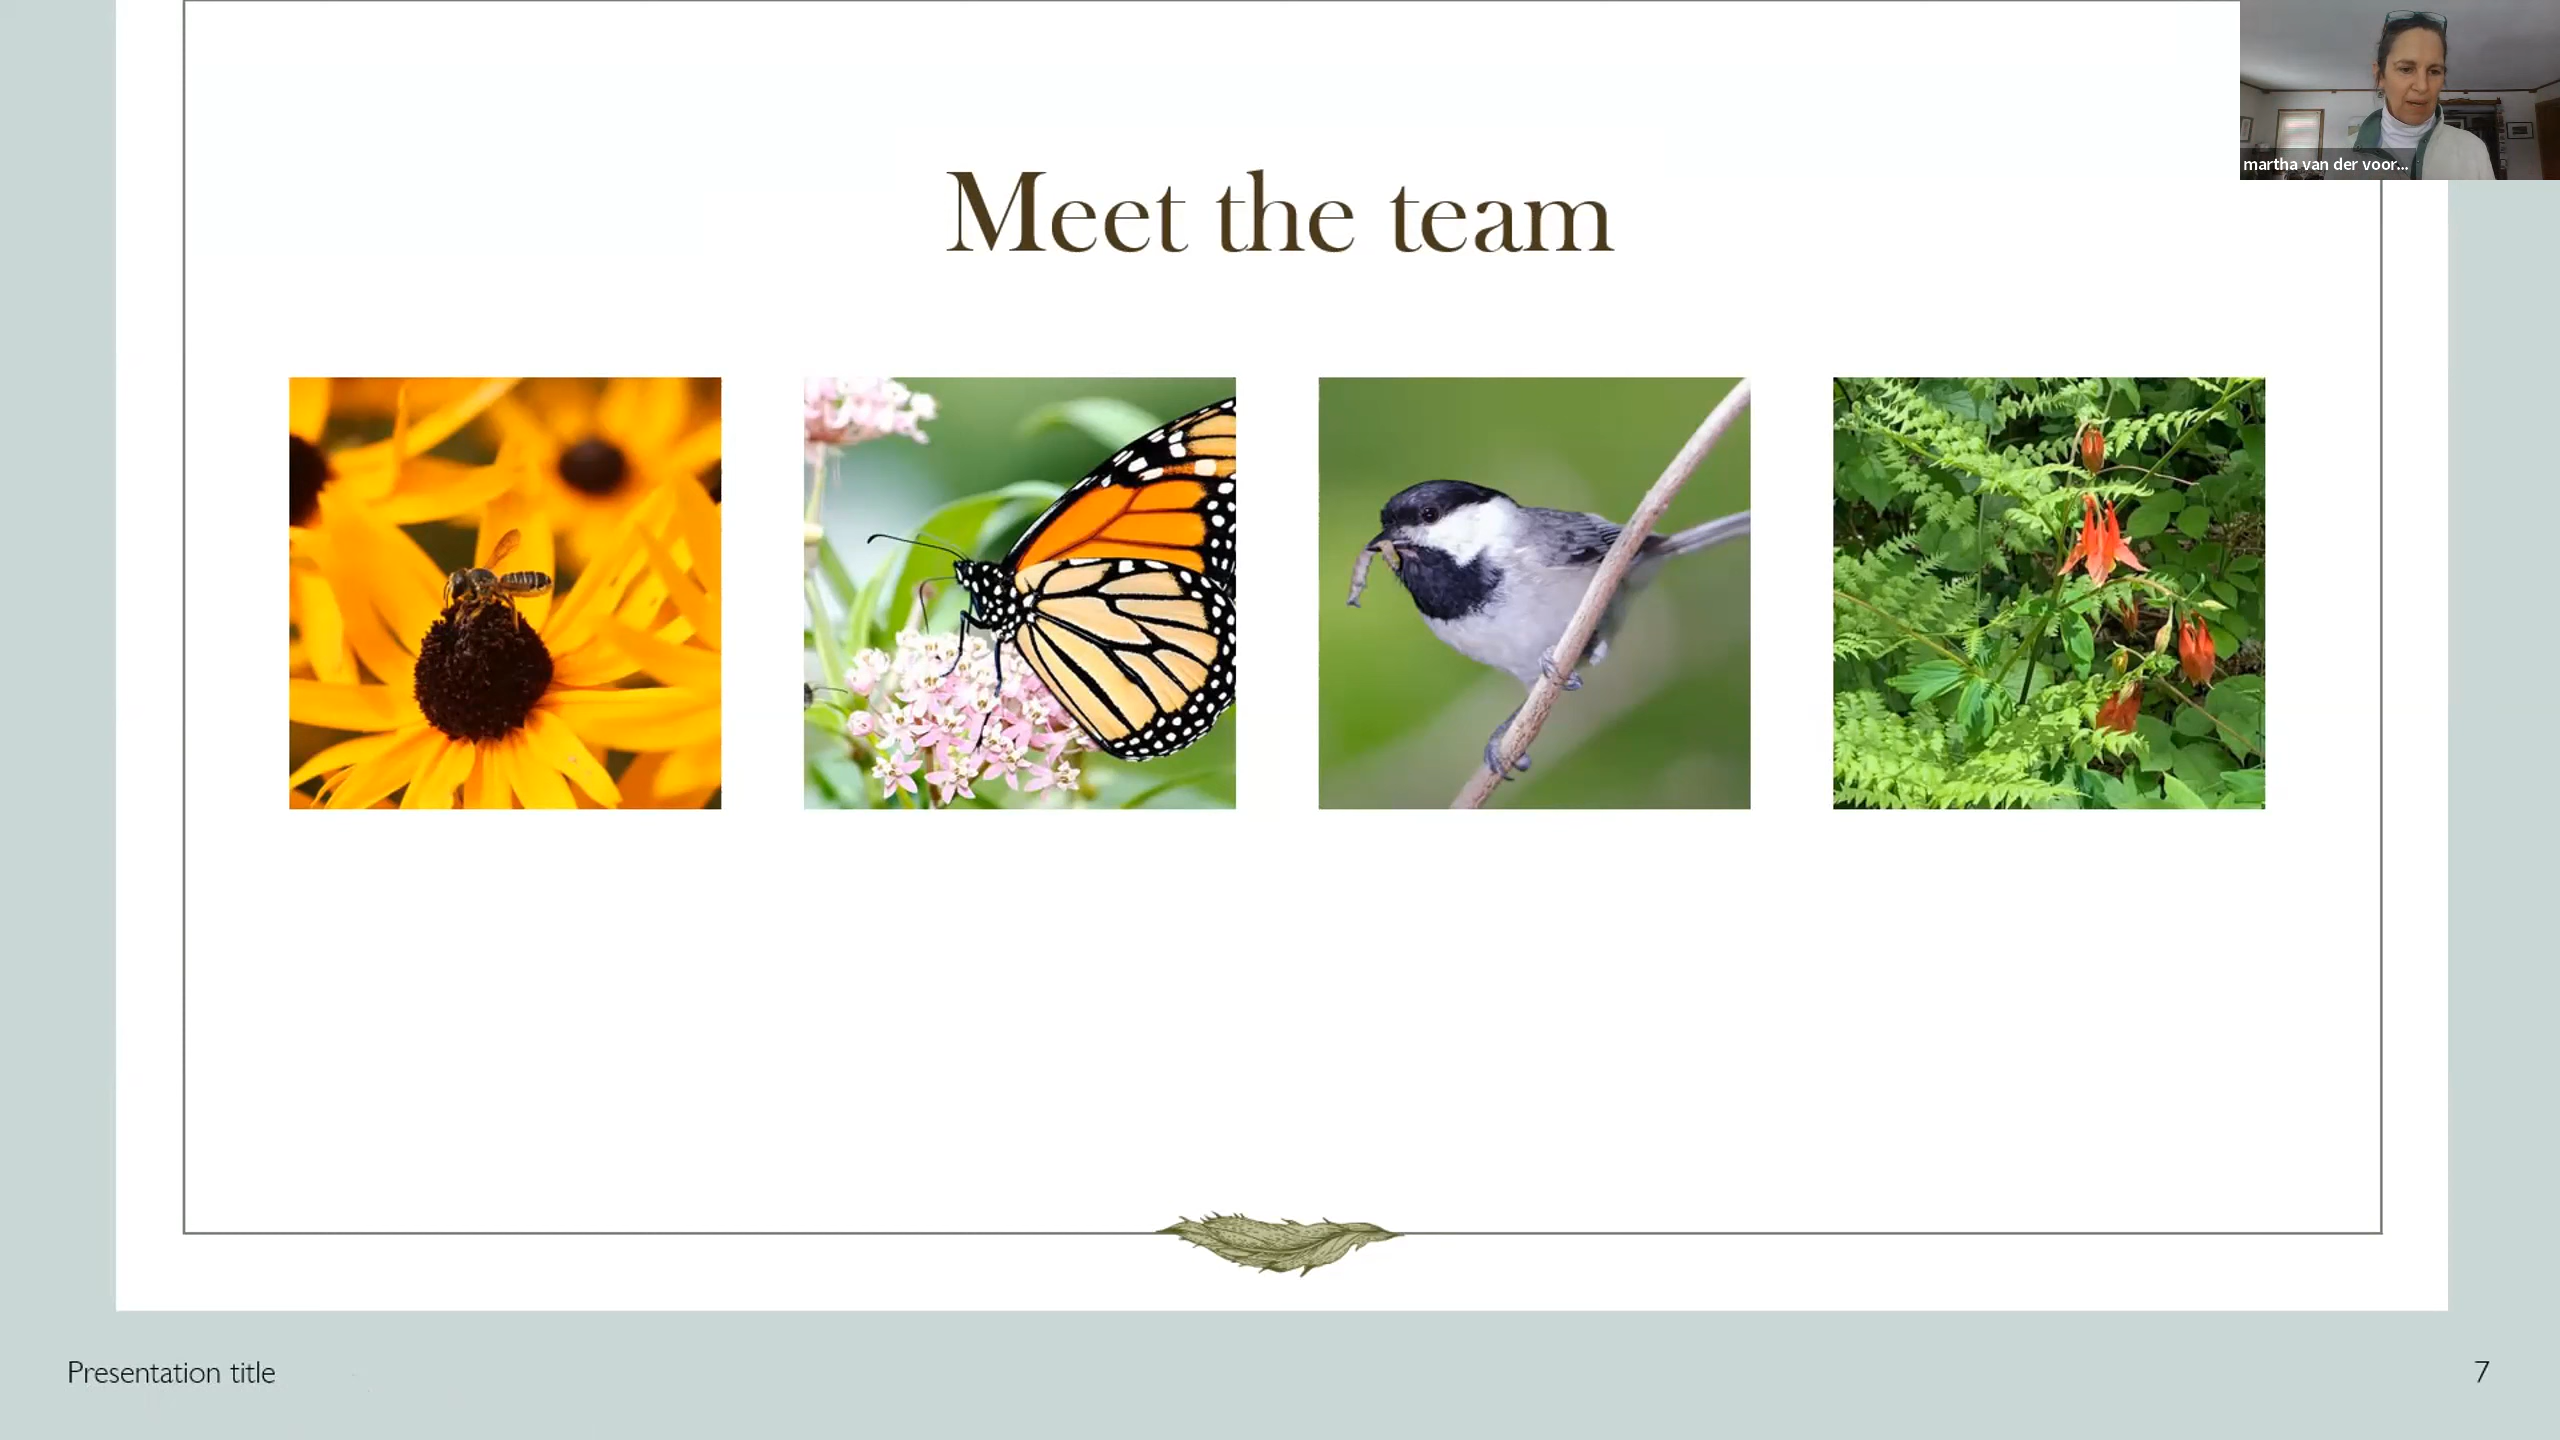 martha van der voor...
Meet the team
Presentation title
7